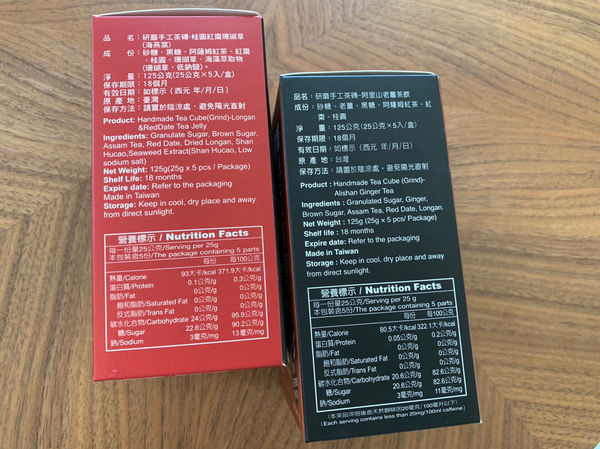 品 名：研磨手工茶磚-桂圓紅棗珊瑚草
(海燕窩)
成 份：砂糖、黑糖、阿薩姆紅茶、紅棗
、桂圓、珊瑚草、海藻萃取物
(珊瑚草，低鈉鹽)。
淨 量：125公克(25公克×5入/盒)
保存期限：18個月
有效日期：如標示 (西元 年/月/日)
原 產 地：臺灣
保存方法：請置於陰涼處，避免陽光直射
Product: Handmade Tea Cube(Grind)-Longan
&RedDate Tea Jelly
Ingredients: Granulate Sugar, Brown Sugar,
Assam Tea, Red Date, Dried Longan, Shan
Hucao,Seaweed Extract(Shan Hucao, Low
sodium salt)
Net Weight: 125g(25g x 5 pcs / Package)
Shelf Life: 18 months
Expire date: Refer to the packaging
Made in Taiwan
Storage: Keep in cool, dry place and away
from direct sunlight.
營養標示 / Nutrition Facts
每一份量25公克/Serving per 25g
本包裝含5份/The package containing 5 parts
每份 每100公克
熱量/Calorie 93大卡/kcal 371.9大卡/kcal
蛋白質/Protein 0.1公克/g 0.3公克/g
脂肪/Fat 0公克/g 0公克/g
飽和脂肪/Saturated Fat 0公克/g 0公克/g
反式脂肪/Trans Fat 0公克/g 0公克/g
碳水化合物/Carbohydrate 24公克/g 95.9公克/g
糖/Sugar 22.6公克/g 90.2公克/g
鈉/Sodium 3毫克/mg 13毫克/mg
品名：研磨手工茶磚-阿里山老薑茶飲
成份：砂糖、老薑、黑糖、阿薩姆紅茶、紅
棗、桂圓
淨 量：125公克(25公克×5入/盒)
保存期限：18個月
有效日期：如標示 (西元 年/月/日)
原 產 地：台灣
保存方法：請置於陰涼處，避免陽光直射
Product : Handmade Tea Cube (Grind)-
Alishan Ginger Tea
Ingredients : Granulated Sugar, Ginger,
Brown Sugar, Assam Tea, Red Date, Longan.
Net Weight : 125g (25g x 5 pcs/ Package)
Shelf life : 18 months
Expire date: Refer to the packaging
Made in Taiwan
Storage : Keep in cool, dry place and away
from direct sunlight.
營養標示 / Nutrition Facts
每一份量25公克/Serving per 25 g
本包裝含5份/The package containing 5 parts
每份 每100公克
熱量/Calorie 80.5大卡/kcal 322.1大卡/kcal
蛋白質/Protein 0.05公克/g 0.2公克/g
脂肪/Fat 0公克/g 0公克/g
飽和脂肪/Saturated Fat 0公克/g 0公克/g
反式脂肪/Trans Fat 0公克/g 0公克/g
碳水化合物/Carbohydrate 20.6公克/g 82.6公克/g
糖/Sugar 20.6公克/g 82.6公克/g
鈉/Sodium 3毫克/mg 11毫克/mg
(本茶品沖泡後含天然咖啡因20毫克/100毫升以下)
(Each serving contains less than 20mg/100ml caffeine)